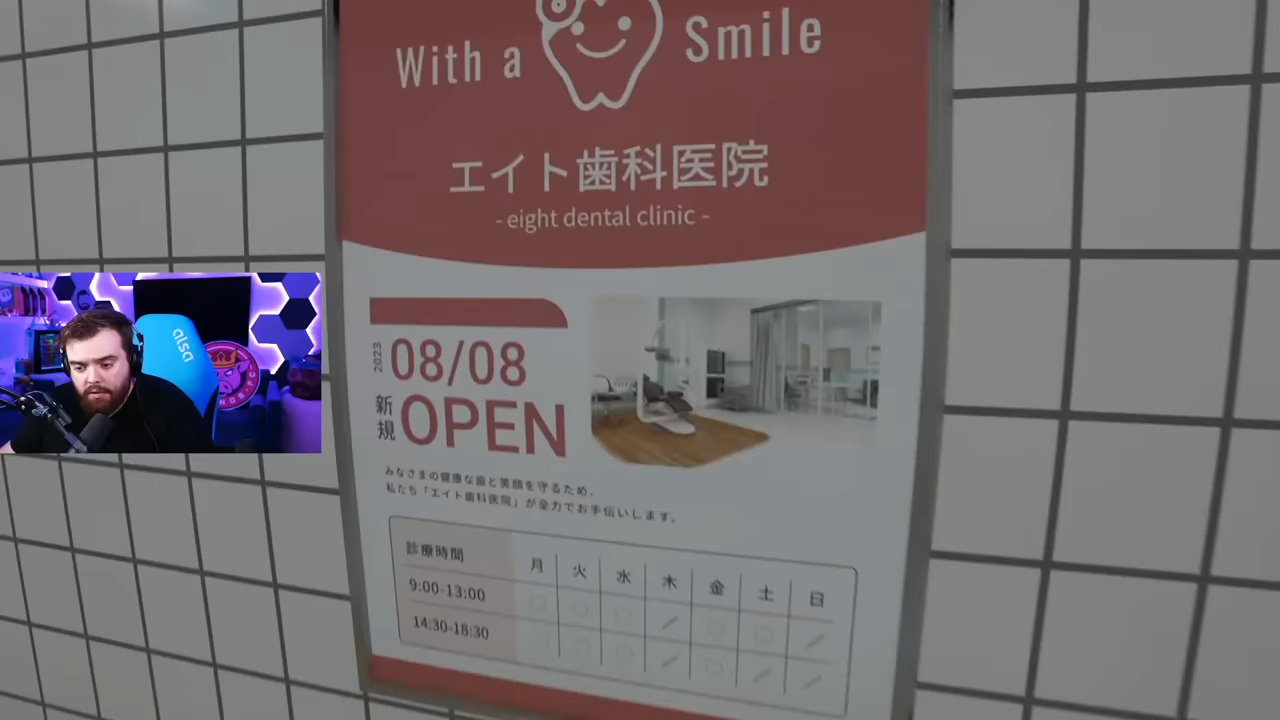 With a Smile
エイト歯科医院
- eight dental clinic -
2023
08/08
新規
OPEN
みなさまの健康な歯と笑顔を守るため、
私たち「エイト歯科医院」が全力でお手伝いします。
診療時間 月 火 水 木 金 土 日
9:00-13:00 ○ ○ ○ / ○ ○ /
14:30-18:30 ○ ○ ○ / ○ / /
alsa